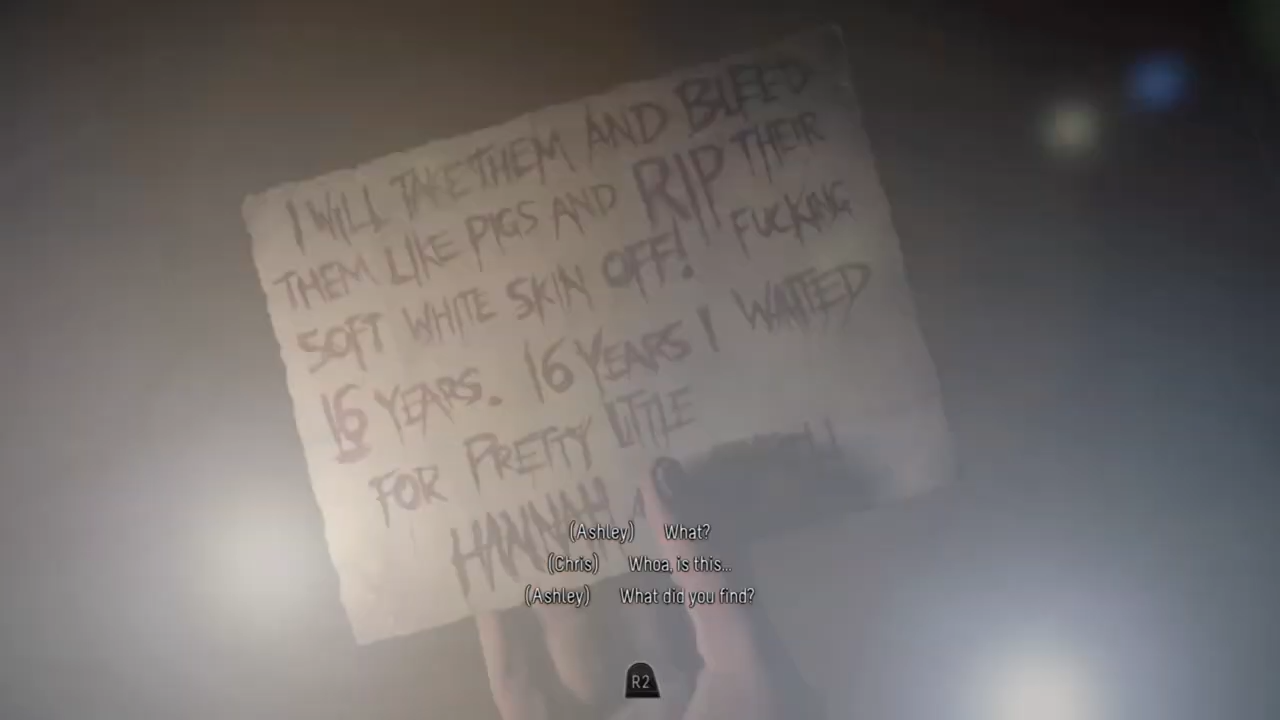 I WILL TAKE THEM AND BLEED
THEM LIKE PIGS AND RIP THEIR
SOFT WHITE SKIN OFF! FUCKING
16 YEARS. 16 YEARS I WAITED
FOR PRETTY LITTLE
HANNAH
(Ashley) What?
(Chris) Whoa, is this...
(Ashley) What did you find?
R2